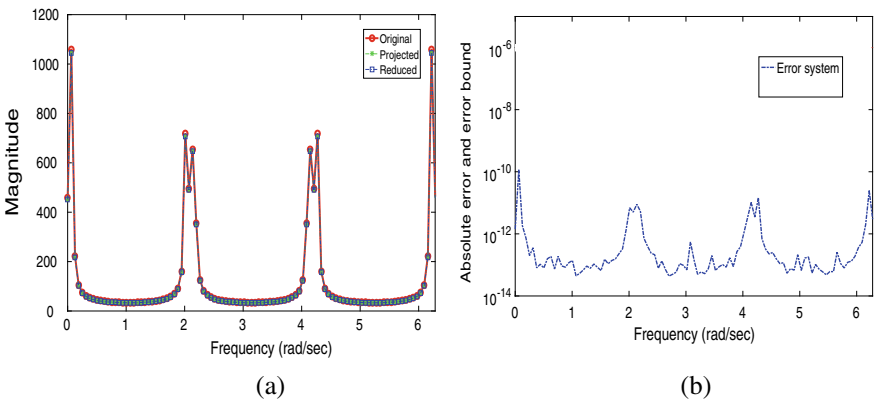 Magnitude
1200
1000
800
600
400
200
0
0 1 2 3 4 5 6
Frequency (rad/sec)
Original
Projected
Reduced
(a)
Absolute error and error bound
10-6
10-8
10-10
10-12
10-14
0 1 2 3 4 5 6
Frequency (rad/sec)
Error system
(b)